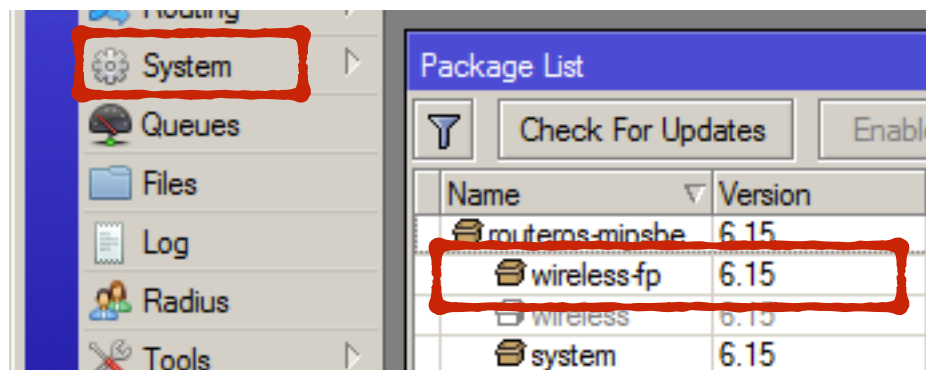 Routing
System
Queues
Files
Log
Radius
Tools
Package List
Check For Updates
Name Version
routeros-mipsbe 6.15
wireless-fp 6.15
wireless 6.15
system 6.15